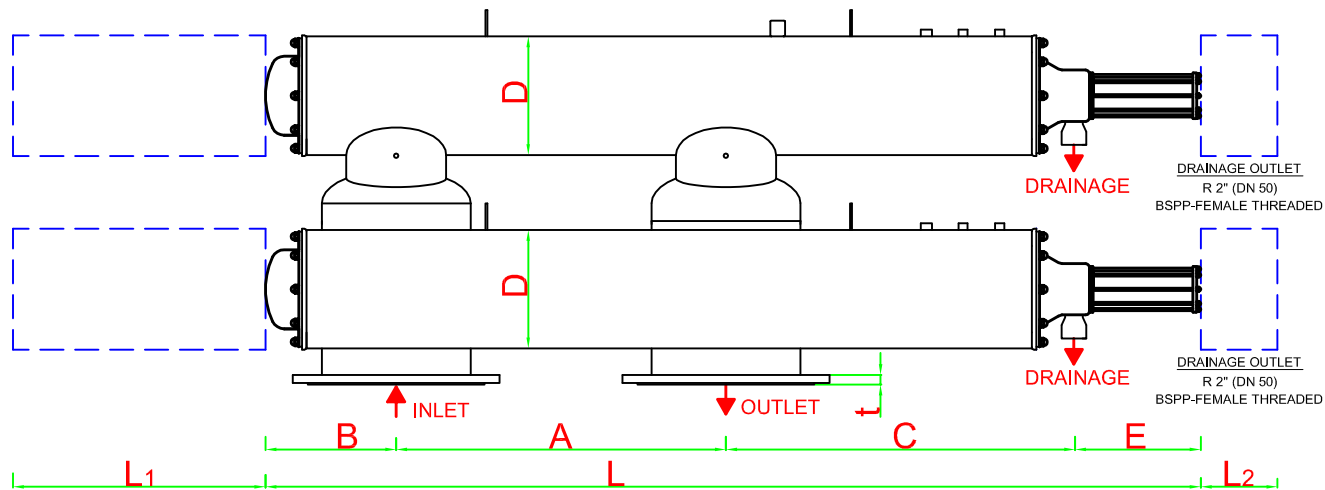 D
DRAINAGE
DRAINAGE OUTLET
R 2" (DN 50)
BSPP-FEMALE THREADED
D
DRAINAGE
DRAINAGE OUTLET
R 2" (DN 50)
BSPP-FEMALE THREADED
INLET
OUTLET
t
B
A
C
E
L1
L
L2